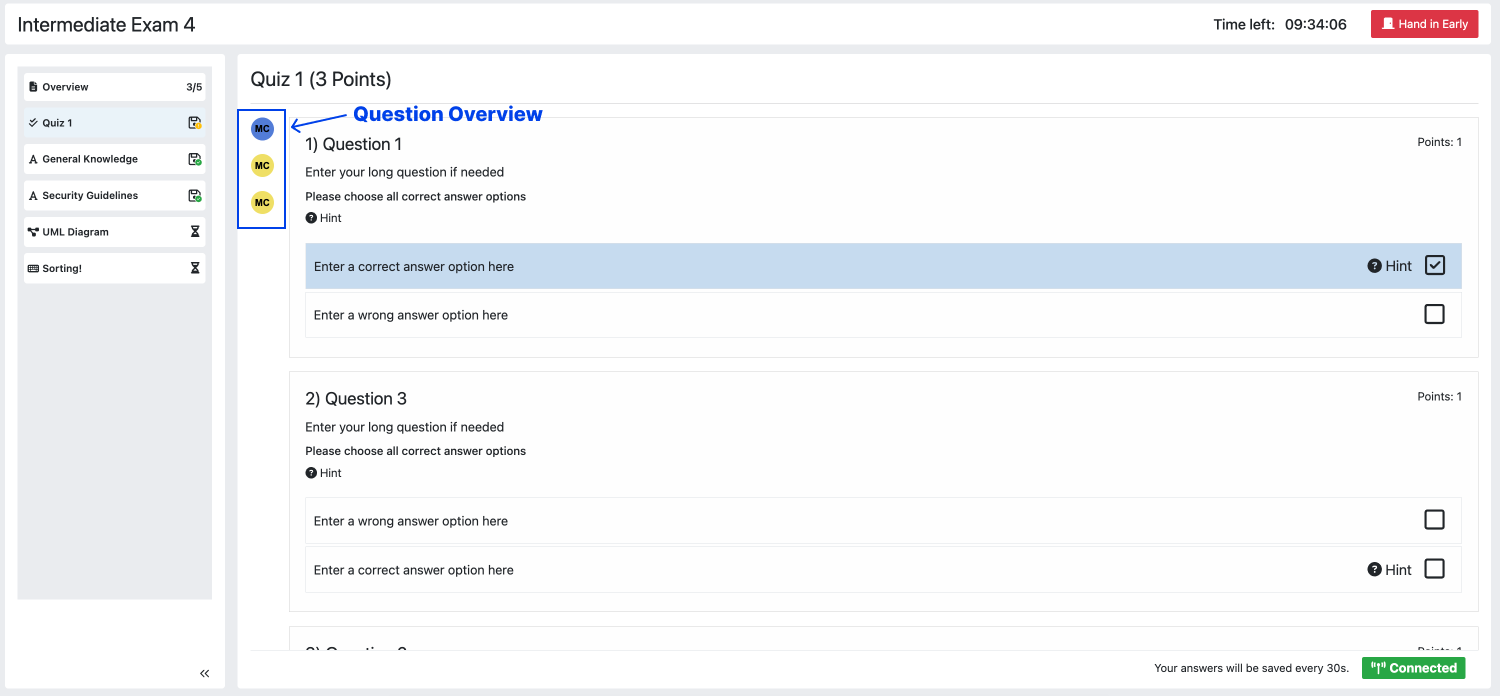 Intermediate Exam 4
Time left: 09:34:06
Hand in Early
Overview 3/5
Quiz 1
General Knowledge
Security Guidelines
UML Diagram
Sorting!
Quiz 1 (3 Points)
Question Overview
MC
MC
MC
1) Question 1
Points: 1
Enter your long question if needed
Please choose all correct answer options
? Hint
Enter a correct answer option here
? Hint
Enter a wrong answer option here
2) Question 3
Points: 1
Enter your long question if needed
Please choose all correct answer options
? Hint
Enter a wrong answer option here
Enter a correct answer option here
? Hint
Your answers will be saved every 30s.
Connected